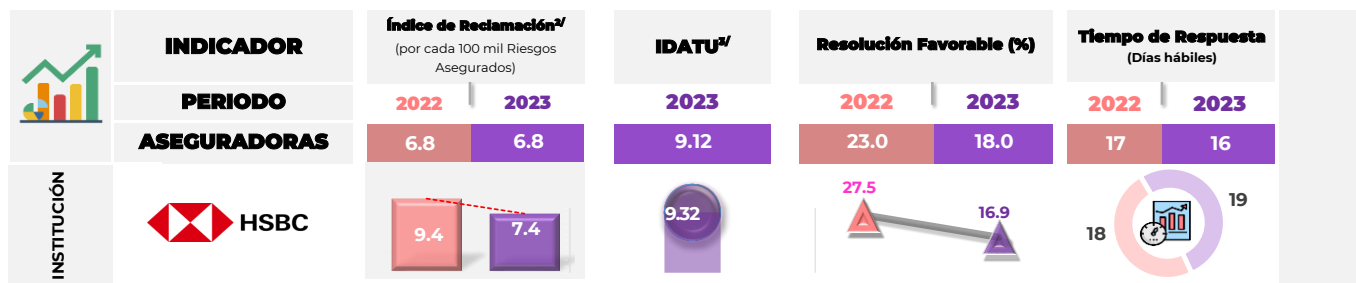 INDICADOR
Índice de Reclamación2/
(por cada 100 mil Riesgos
Asegurados)
IDATU3/
Resolución Favorable (%)
Tiempo de Respuesta
(Días hábiles)
PERIODO
2022 2023
2023
2022 2023
2022 2023
ASEGURADORAS
6.8 6.8
9.12
23.0 18.0
17 16
INSTITUCIÓN
HSBC
9.4 7.4
9.32
27.5 16.9
18 19